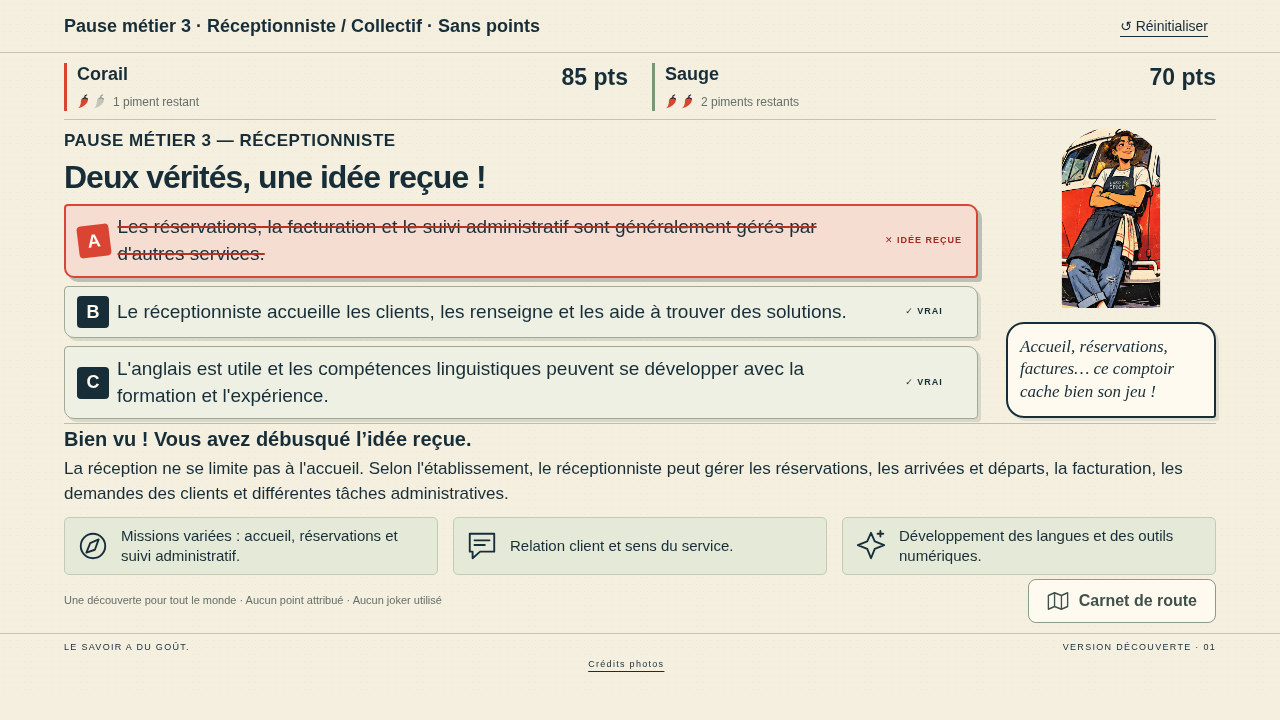 Pause métier 3 · Réceptionniste / Collectif · Sans points
↺ Réinitialiser
Corail
85 pts
1 piment restant
Sauge
70 pts
2 piments restants
PAUSE MÉTIER 3 — RÉCEPTIONNISTE
Deux vérités, une idée reçue !
A
Les réservations, la facturation et le suivi administratif sont généralement gérés par
d'autres services.
✕ IDÉE REÇUE
B
Le réceptionniste accueille les clients, les renseigne et les aide à trouver des solutions.
✓ VRAI
C
L'anglais est utile et les compétences linguistiques peuvent se développer avec la
formation et l'expérience.
✓ VRAI
Accueil, réservations,
factures… ce comptoir
cache bien son jeu !
Bien vu ! Vous avez débusqué l’idée reçue.
La réception ne se limite pas à l'accueil. Selon l'établissement, le réceptionniste peut gérer les réservations, les arrivées et départs, la facturation, les
demandes des clients et différentes tâches administratives.
Missions variées : accueil, réservations et
suivi administratif.
Relation client et sens du service.
Développement des langues et des outils
numériques.
Une découverte pour tout le monde · Aucun point attribué · Aucun joker utilisé
Carnet de route
LE SAVOIR A DU GOÛT.
VERSION DÉCOUVERTE · 01
Crédits photos